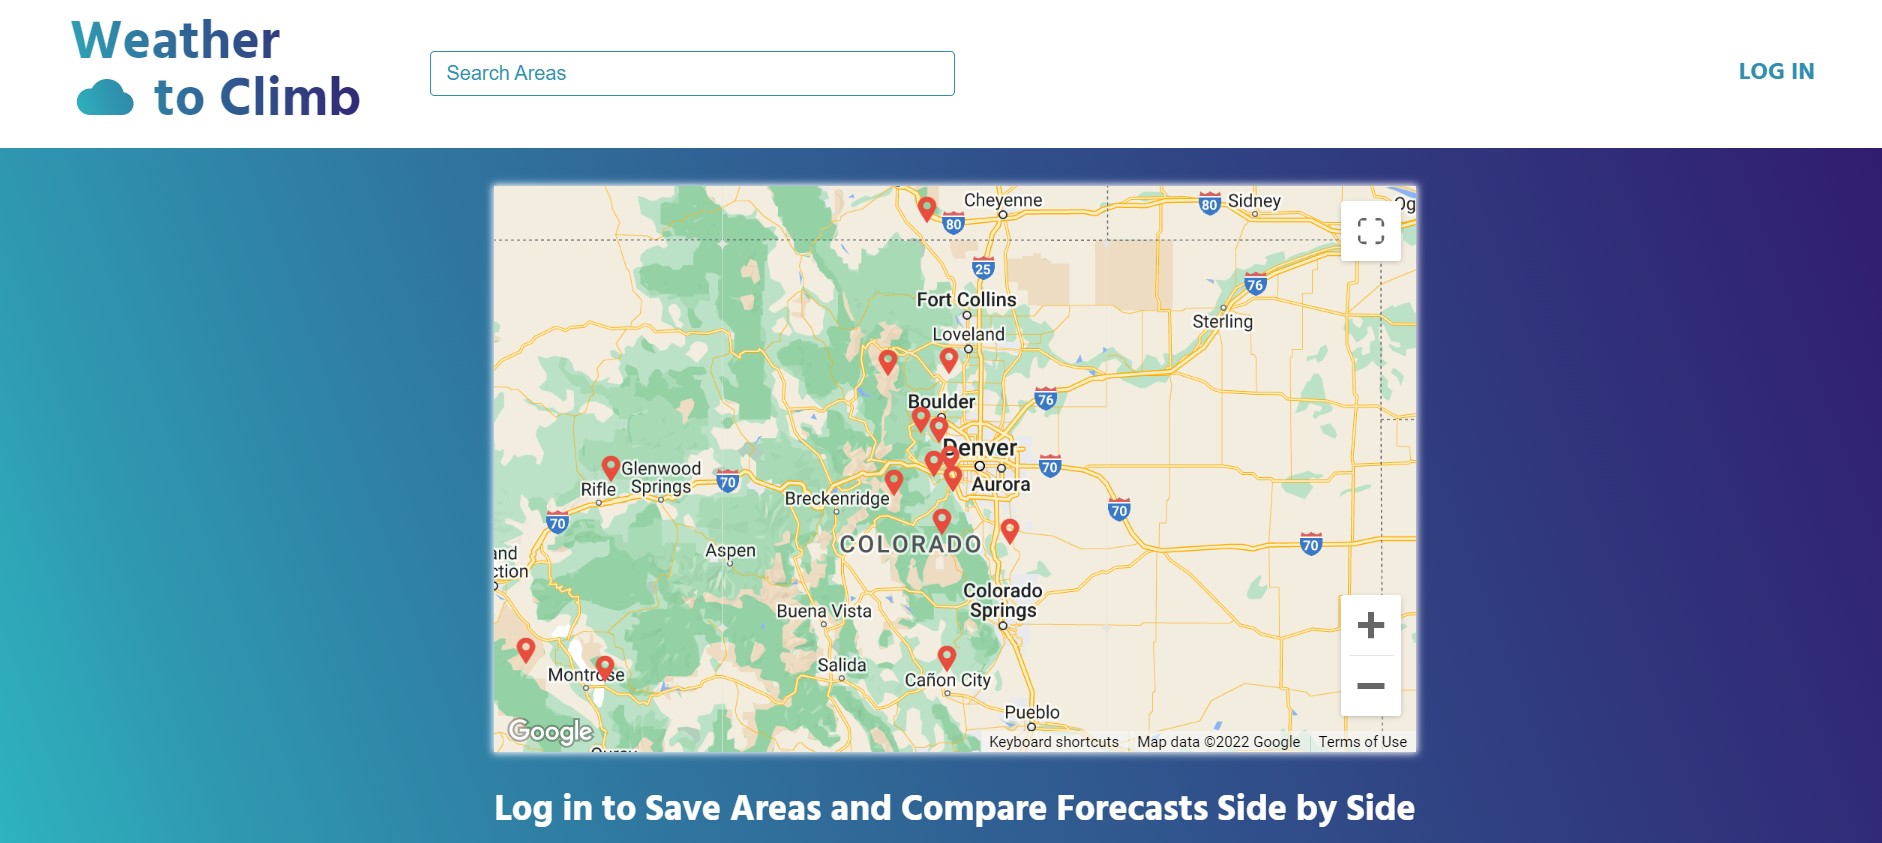 Weather
to Climb
Search Areas
LOG IN
Cheyenne
80
80
Sidney
Og
25
76
Fort Collins
Sterling
Loveland
Boulder
76
Denver
70
Glenwood
Springs
Rifle
70
Aurora
Breckenridge
70
70
COLORADO
70
Aspen
and
ction
Colorado
Springs
Buena Vista
Salida
Montrose
Cañon City
Pueblo
Google
Keyboard shortcuts
Map data ©2022 Google
Terms of Use
Log in to Save Areas and Compare Forecasts Side by Side